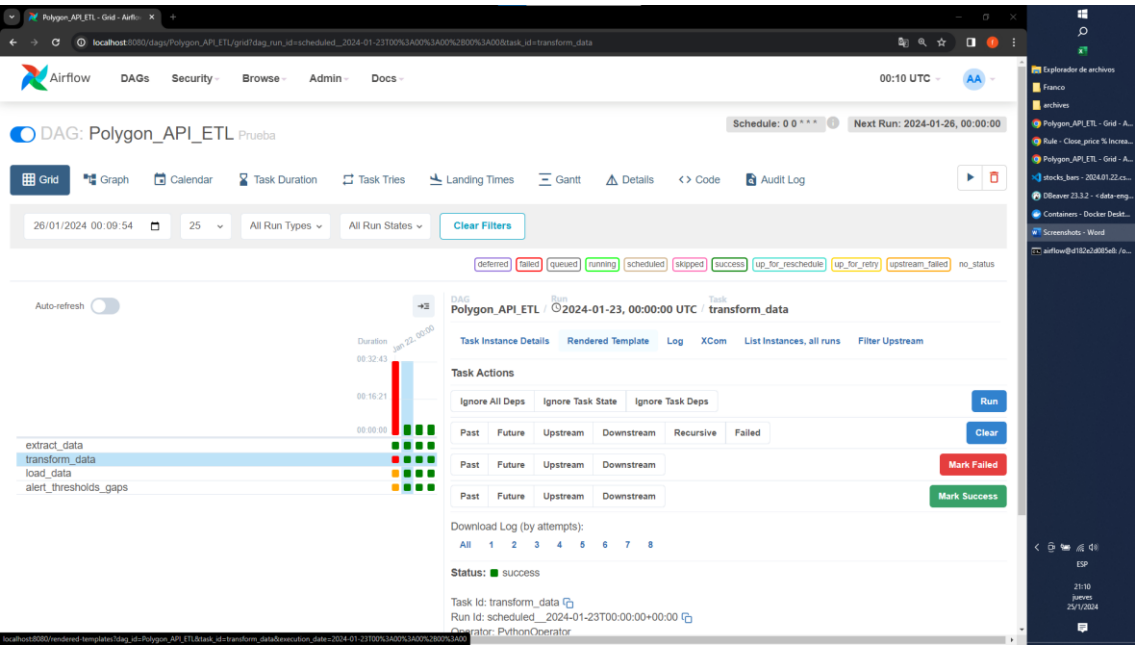 Polygon_API_ETL - Grid - Airflo
localhost:8080/dags/Polygon_API_ETL/grid?dag_run_id=scheduled__2024-01-23T00%3A00%3A00%2B00%3A00&task_id=transform_data
Airflow DAGs Security Browse Admin Docs 00:10 UTC AA
DAG: Polygon_API_ETL Prueba
Schedule: 0 0 * * * Next Run: 2024-01-26, 00:00:00
Grid Graph Calendar Task Duration Task Tries Landing Times Gantt Details <> Code Audit Log
26/01/2024 00:09:54 25 All Run Types All Run States Clear Filters
deferred failed queued running scheduled skipped success up_for_reschedule up_for_retry upstream_failed no_status
Auto-refresh
Duration
Jan 22, 00:00
00:32:43
00:16:21
00:00:00
extract_data
transform_data
load_data
alert_thresholds_gaps
DAG Run Task
Polygon_API_ETL / 2024-01-23, 00:00:00 UTC / transform_data
Task Instance Details Rendered Template Log XCom List Instances, all runs Filter Upstream
Task Actions
Ignore All Deps Ignore Task State Ignore Task Deps Run
Past Future Upstream Downstream Recursive Failed Clear
Past Future Upstream Downstream Mark Failed
Past Future Upstream Downstream Mark Success
Download Log (by attempts):
All 1 2 3 4 5 6 7 8
Status: success
Task Id: transform_data
Run Id: scheduled__2024-01-23T00:00:00+00:00
Operator: PythonOperator
localhost:8080/rendered-templates?dag_id=Polygon_API_ETL&task_id=transform_data&execution_date=2024-01-23T00%3A00%3A00%2B00%3A00
Explorador de archivos
Franco
archives
Polygon_API_ETL - Grid - A...
Rule - Close_price % Increa...
Polygon_API_ETL - Grid - A...
stocks_bars - 2024.01.22.cs...
DBeaver 23.3.2 - <data-eng...
Containers - Docker Deskt...
Screenshots - Word
airflow@d182e2d085eb: /o...
ESP
21:10
jueves
25/1/2024